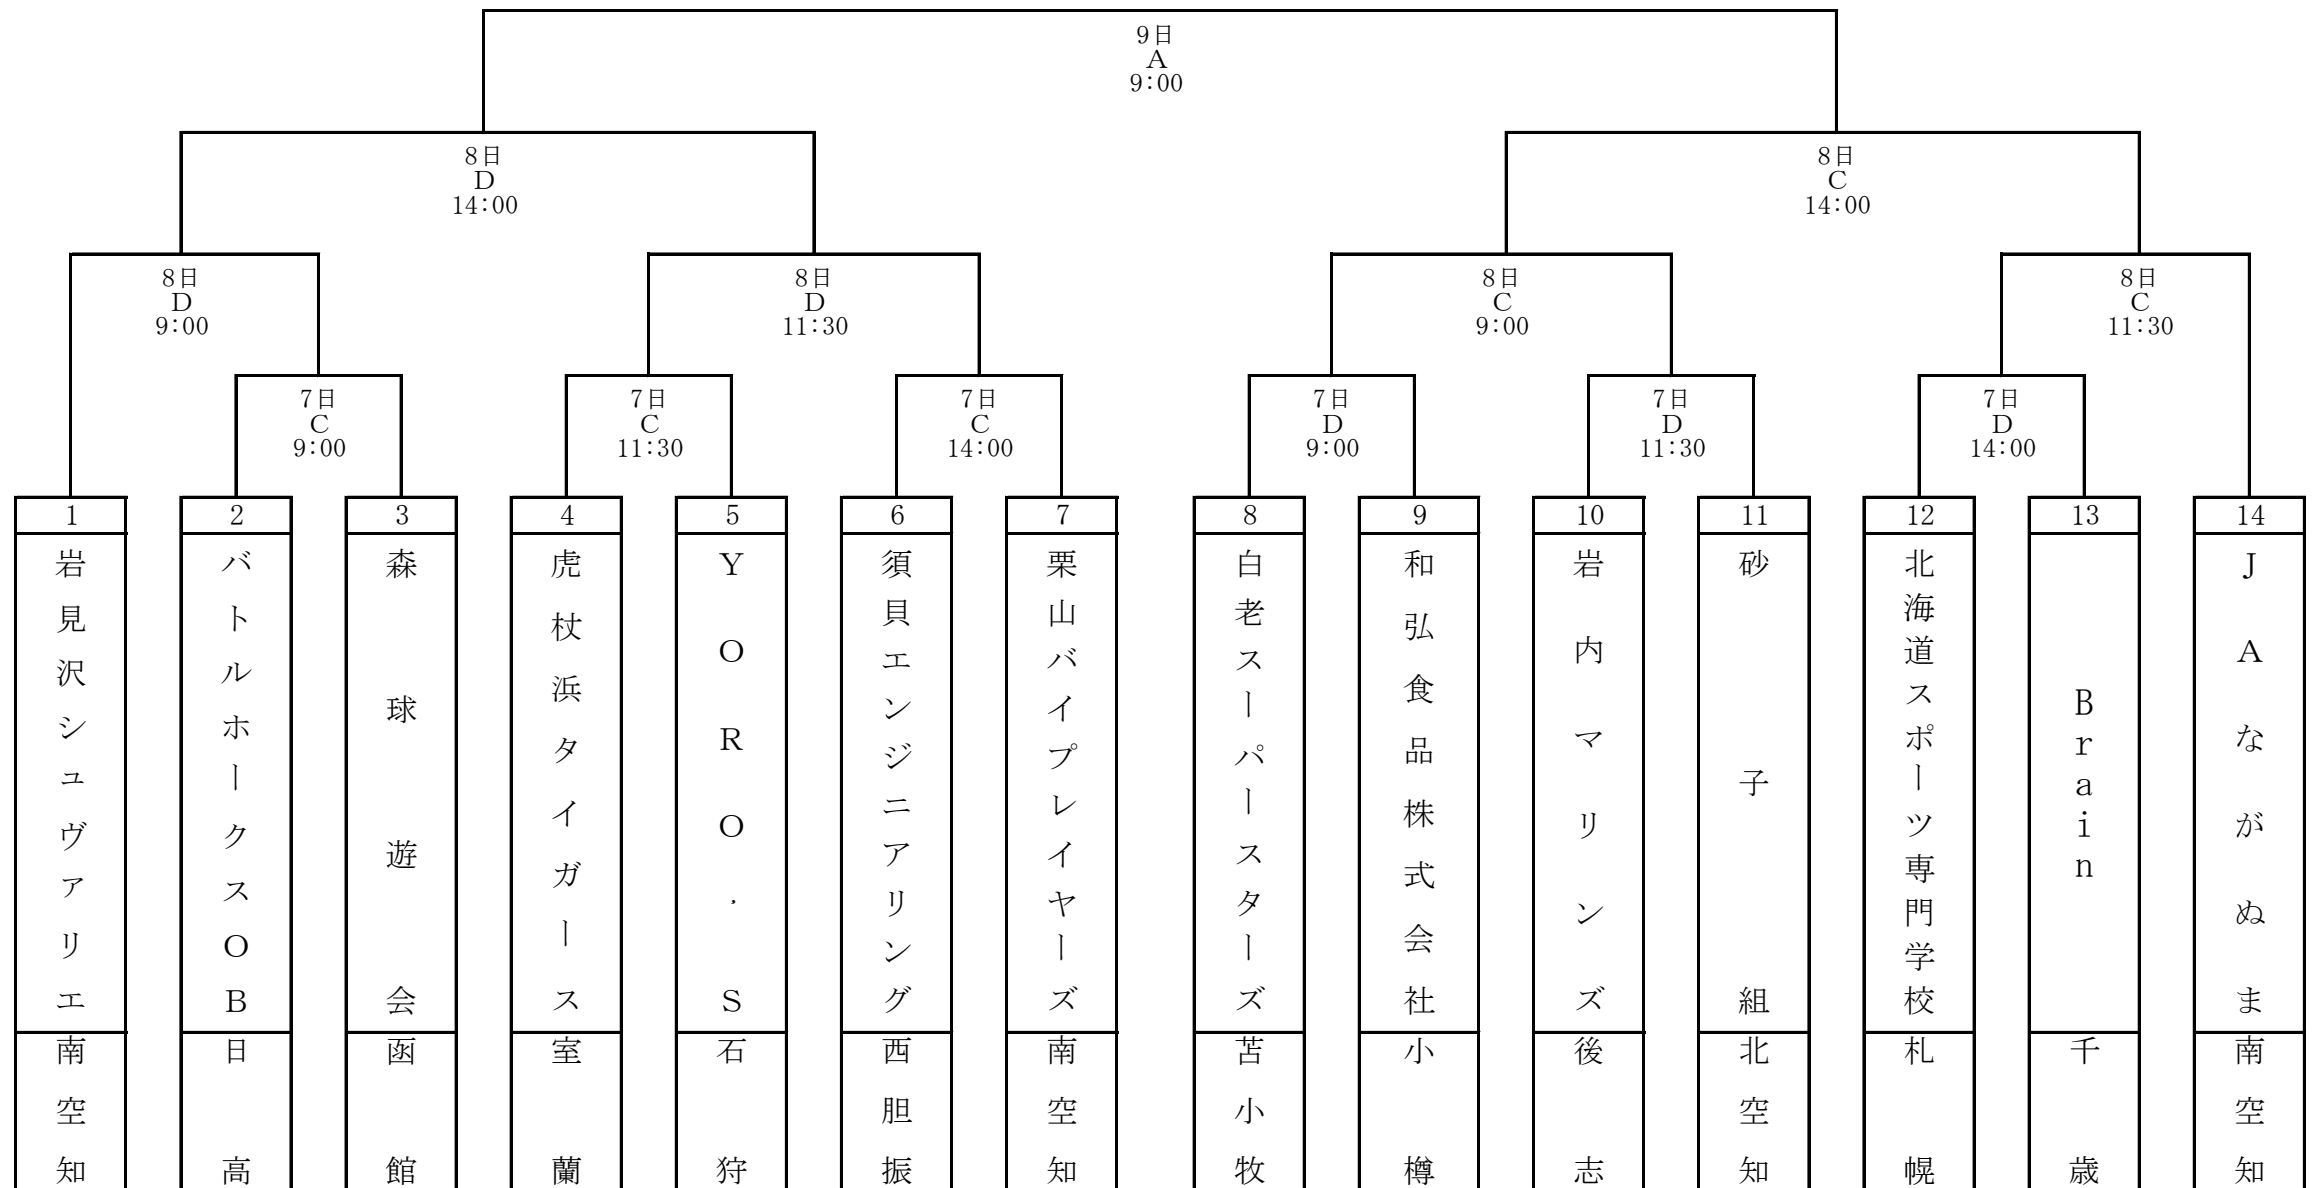 9日
A
9:00
8日
D
14:00
8日
C
14:00
8日
D
9:00
8日
D
11:30
8日
C
9:00
8日
C
11:30
7日
C
9:00
7日
C
11:30
7日
C
14:00
7日
D
9:00
7日
D
11:30
7日
D
14:00
1
岩見沢シュヴァリエ
南空知
2
バトルホークスOB
日高
3
森球遊会
函館
4
虎杖浜タイガース
室蘭
5
YORO’S
石狩
6
須貝エンジニアリング
西胆振
7
栗山バイプレイヤーズ
南空知
8
白老スーパースターズ
苫小牧
9
和弘食品株式会社
小樽
10
岩内マリンズ
後志
11
砂子組
北空知
12
北海道スポーツ専門学校
札幌
13
Brain
千歳
14
JAながぬま
南空知